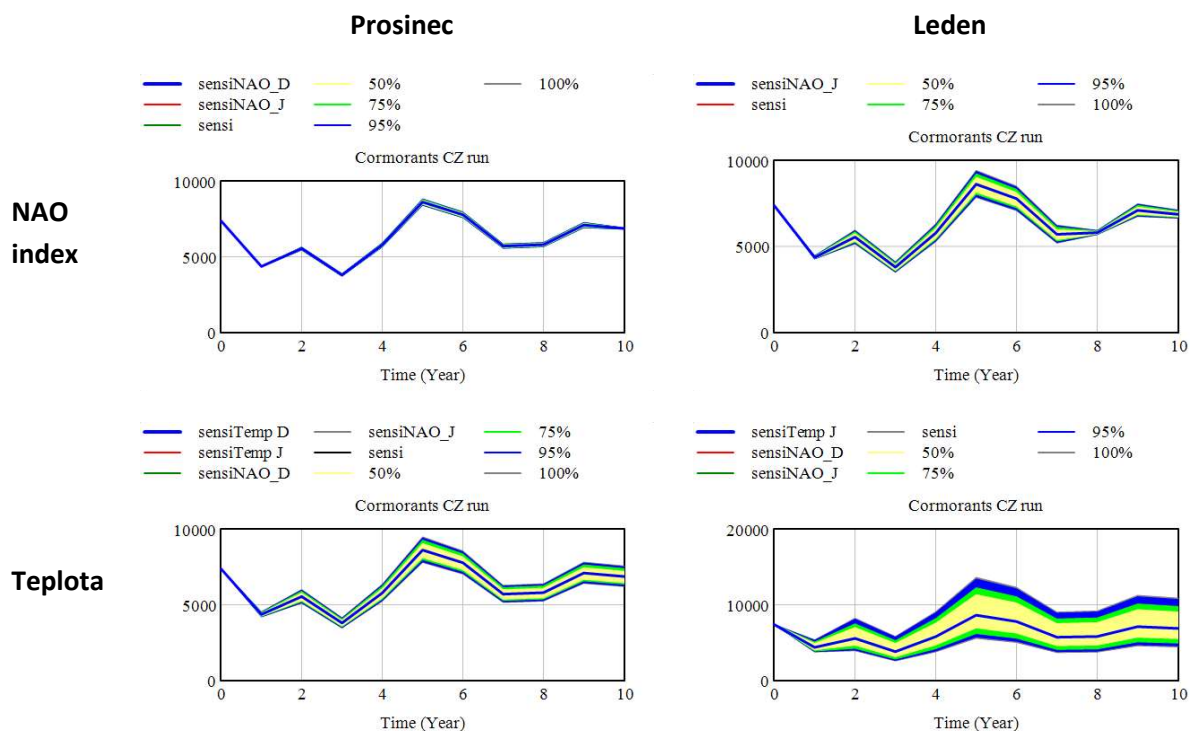 Prosinec
Leden
sensiNAO_D 50% 100%
sensiNAO_J 75%
sensi 95%
Cormorants CZ run
10000
5000
0
0 2 4 6 8 10
Time (Year)
sensiNAO_J 50% 95%
sensi 75% 100%
Cormorants CZ run
10000
5000
0
0 2 4 6 8 10
Time (Year)
NAO
index
sensiTemp D sensiNAO_J 75%
sensiTemp J sensi 95%
sensiNAO_D 50% 100%
Cormorants CZ run
10000
5000
0
0 2 4 6 8 10
Time (Year)
sensiTemp J sensi 95%
sensiNAO_D 50% 100%
sensiNAO_J 75%
Cormorants CZ run
20000
10000
0
0 2 4 6 8 10
Time (Year)
Teplota